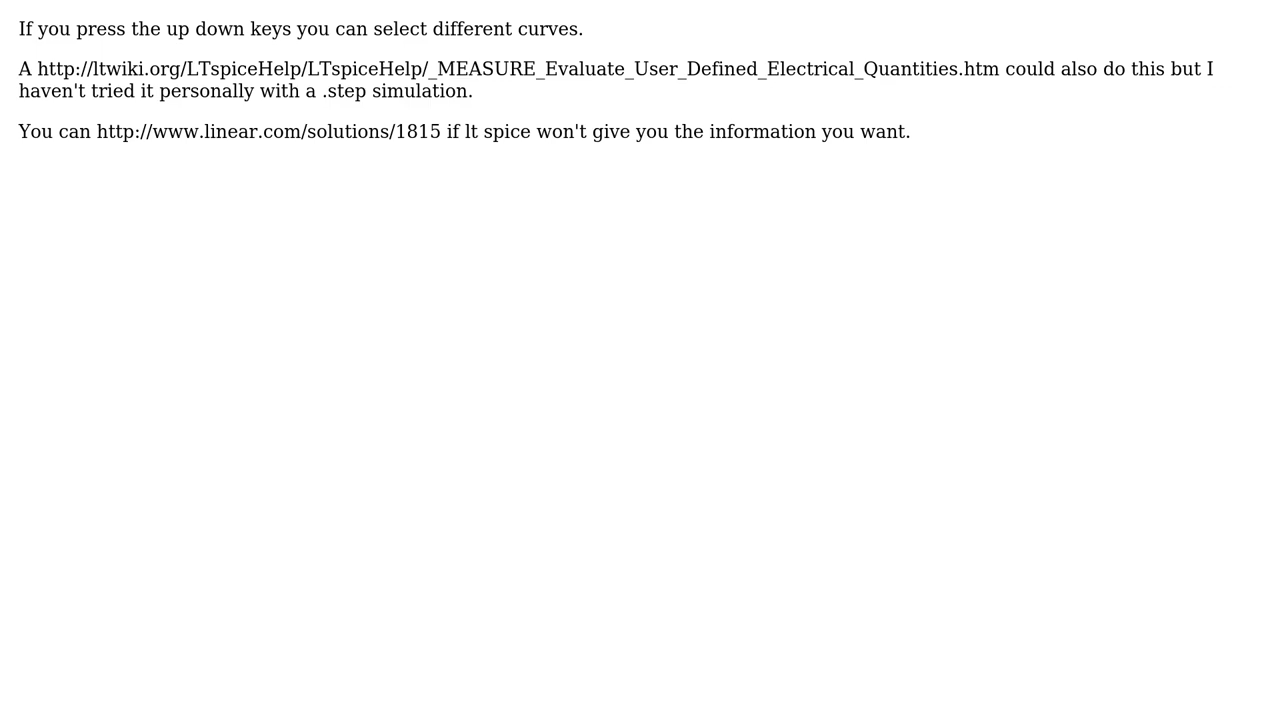 If you press the up down keys you can select different curves.
A http://ltwiki.org/LTspiceHelp/LTspiceHelp/_MEASURE_Evaluate_User_Defined_Electrical_Quantities.htm could also do this but I
haven't tried it personally with a .step simulation.
You can http://www.linear.com/solutions/1815 if lt spice won't give you the information you want.